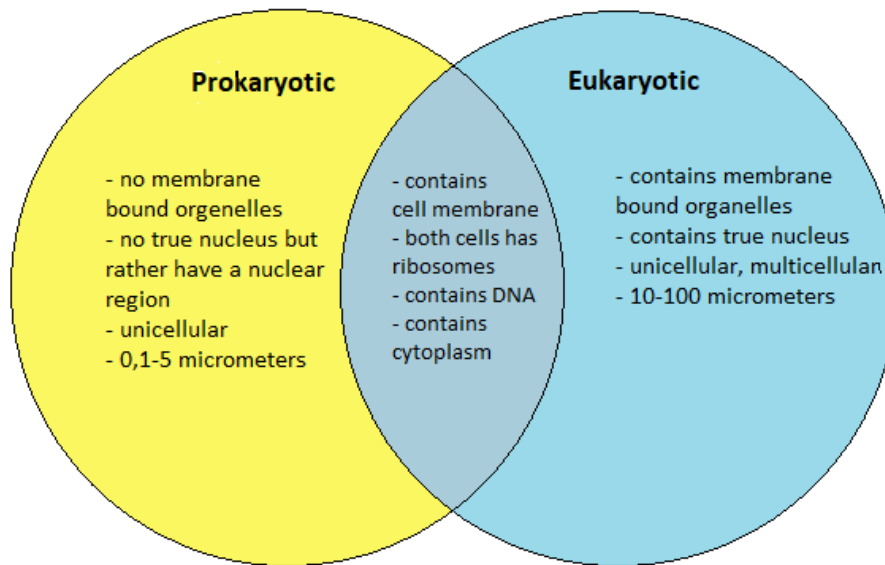 Prokaryotic
- no membrane
bound orgenelles
- no true nucleus but
rather have a nuclear
region
- unicellular
- 0,1-5 micrometers
- contains
cell membrane
- both cells has
ribosomes
- contains DNA
- contains
cytoplasm
Eukaryotic
- contains membrane
bound organelles
- contains true nucleus
- unicellular, multicellular
- 10-100 micrometers